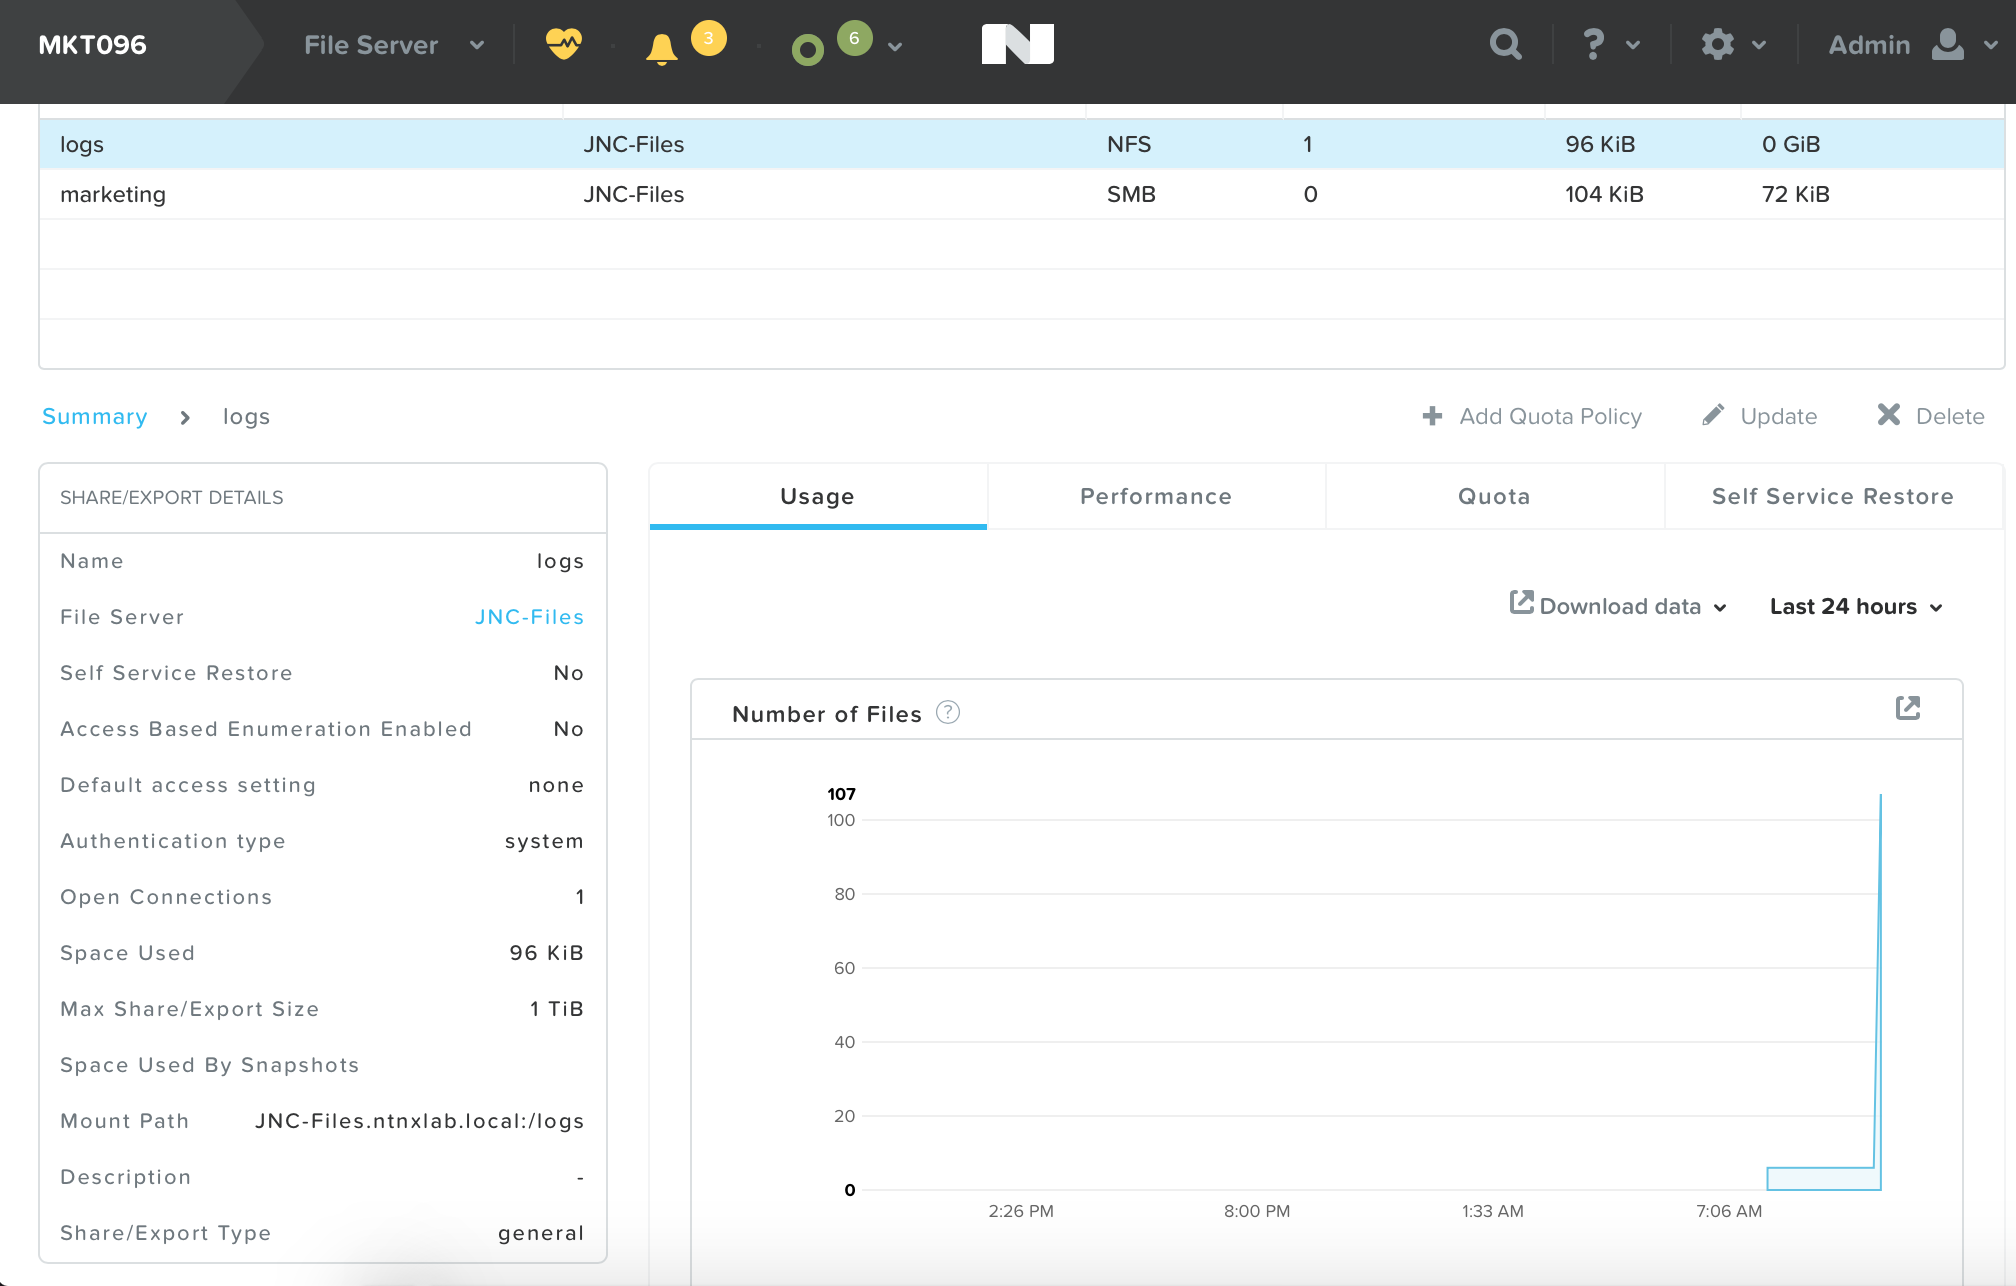 MKT096 File Server 3 6 ? Admin
logs JNC-Files NFS 1 96 KiB 0 GiB
marketing JNC-Files SMB 0 104 KiB 72 KiB
Summary logs Add Quota Policy Update Delete
SHARE/EXPORT DETAILS
Name logs
File Server JNC-Files
Self Service Restore No
Access Based Enumeration Enabled No
Default access setting none
Authentication type system
Open Connections 1
Space Used 96 KiB
Max Share/Export Size 1 TiB
Space Used By Snapshots
Mount Path JNC-Files.ntnxlab.local:/logs
Description -
Share/Export Type general
Usage Performance Quota Self Service Restore
Download data Last 24 hours
Number of Files ?
107
100
80
60
40
20
0
2:26 PM 8:00 PM 1:33 AM 7:06 AM